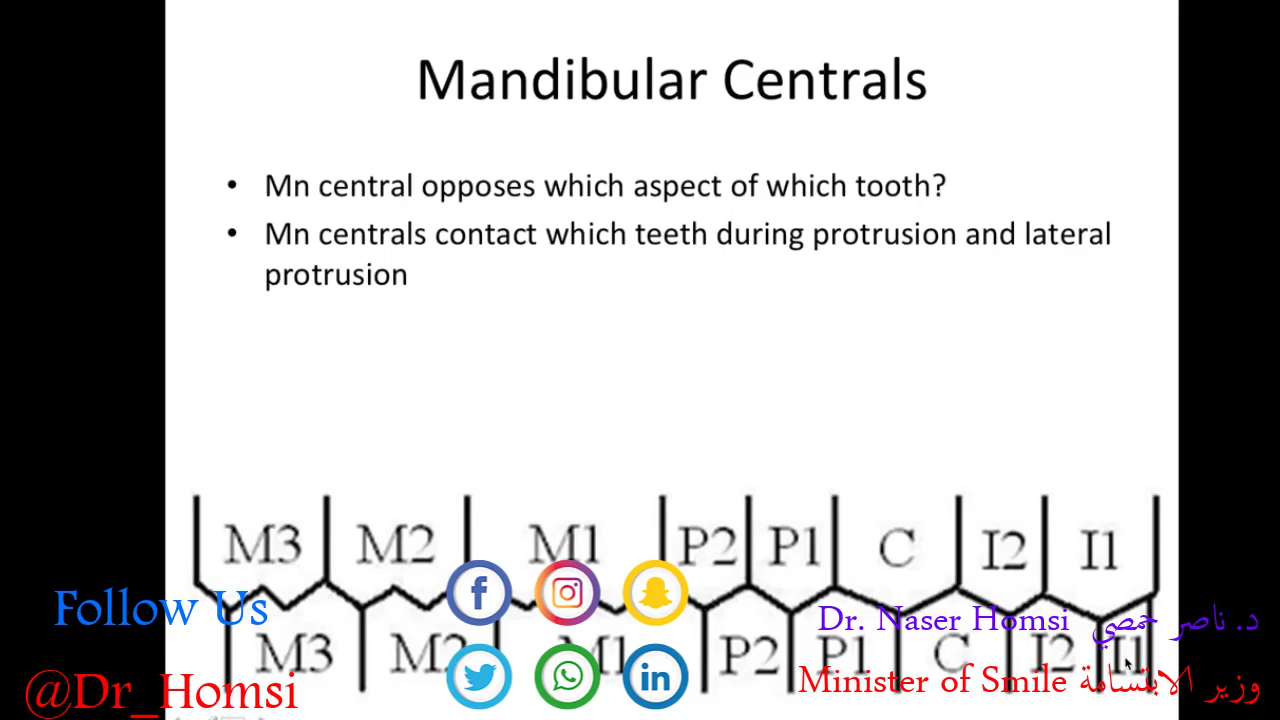 Mandibular Centrals
• Mn central opposes which aspect of which tooth?
• Mn centrals contact which teeth during protrusion and lateral
protrusion
M3 M2 M1 P2 P1 C I2 I1
Follow Us
Dr. Naser Homsi د. ناصر حمصي
M3 M2 M1 P2 P1 C I2 I1
@Dr_Homsi
Minister of Smile وزير الابتسامة